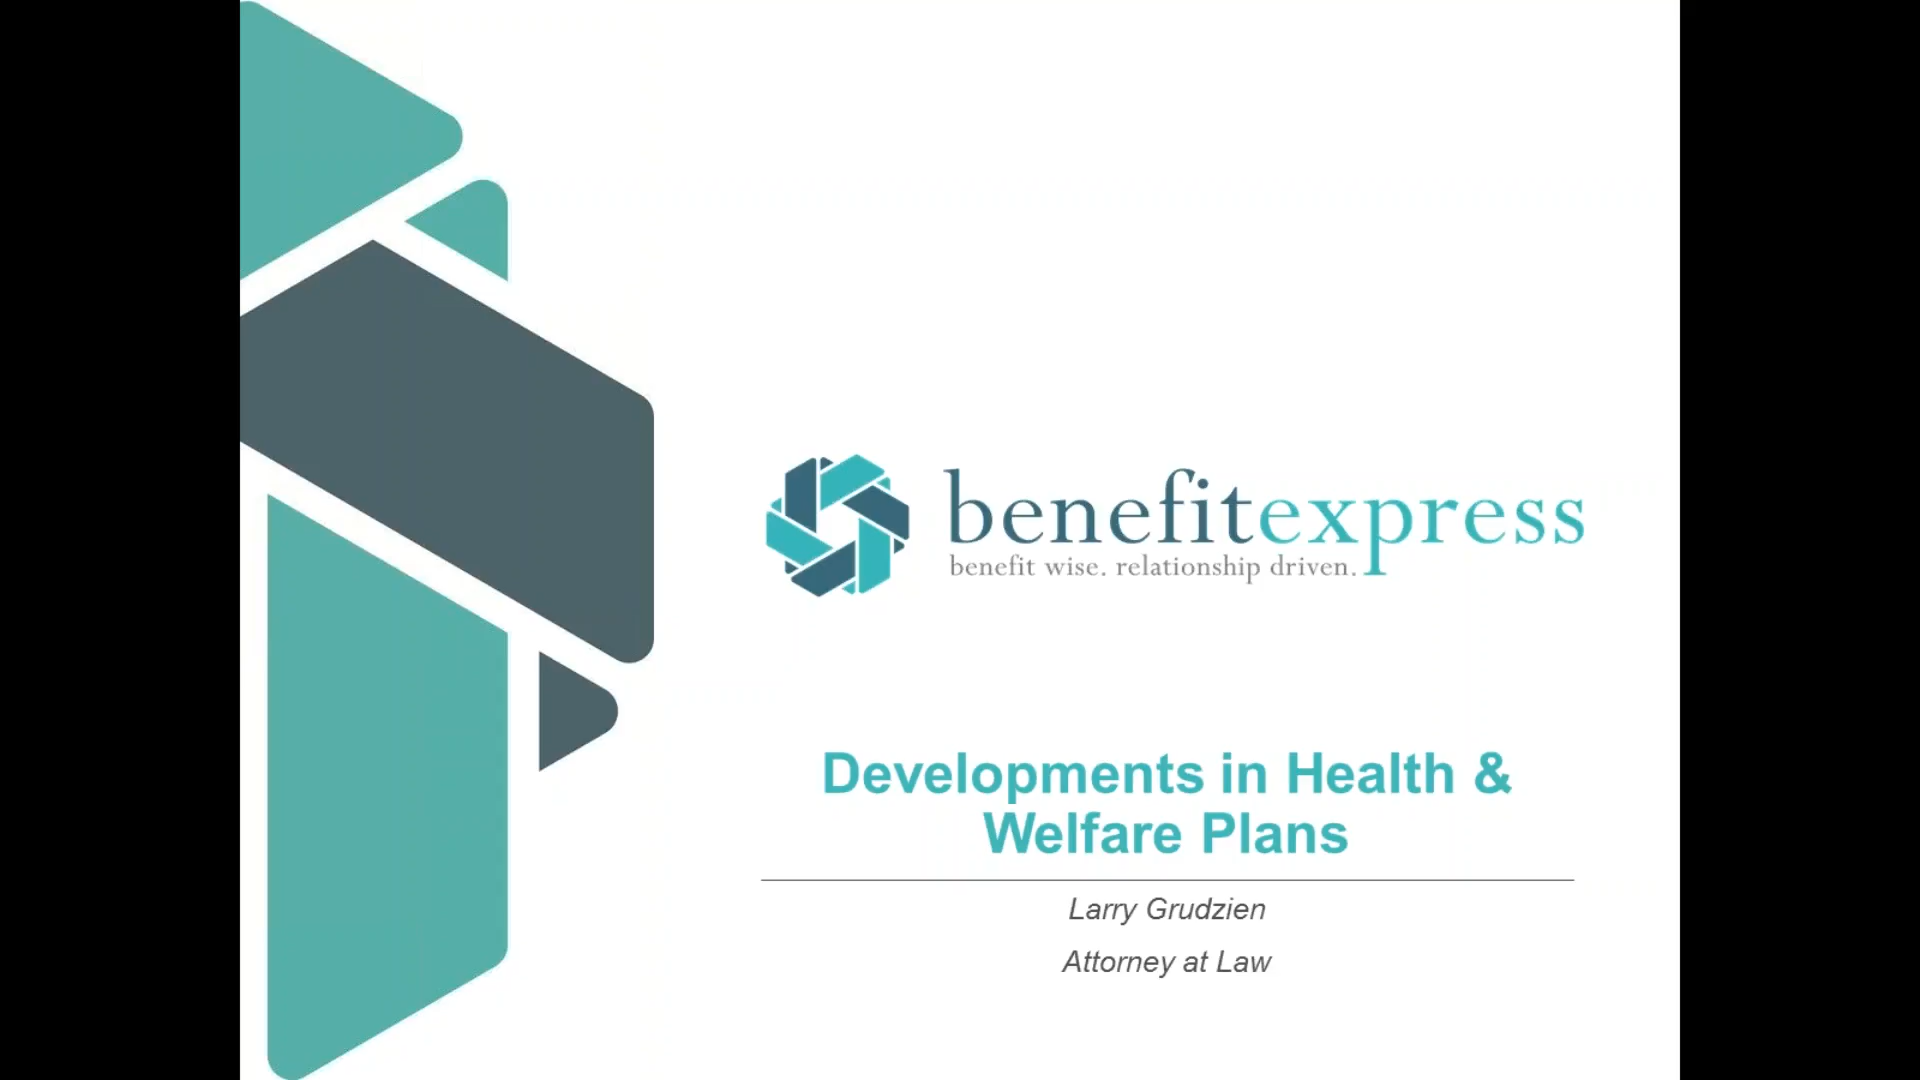 benefitexpress
benefit wise. relationship driven.
Developments in Health &
Welfare Plans
Larry Grudzien
Attorney at Law